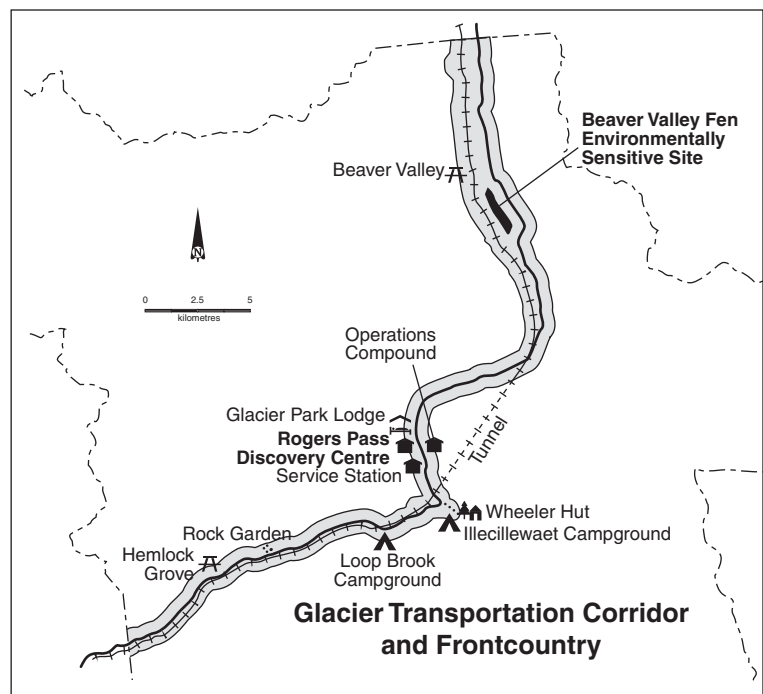 Beaver Valley Fen
Environmentally
Sensitive Site
Beaver Valley
N
0 2.5 5
kilometres
Operations
Compound
Glacier Park Lodge
Rogers Pass
Discovery Centre
Service Station
Tunnel
Wheeler Hut
Illecillewaet Campground
Rock Garden
Hemlock
Grove
Loop Brook
Campground
Glacier Transportation Corridor
and Frontcountry